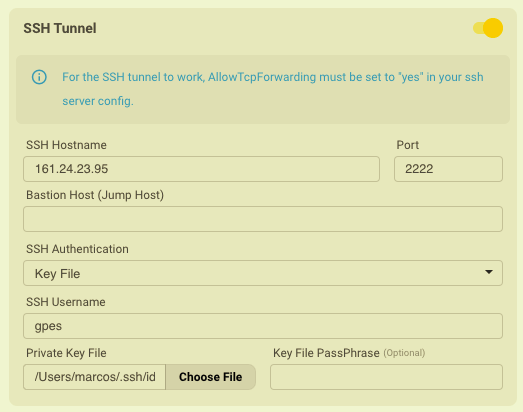 SSH Tunnel
For the SSH tunnel to work, AllowTcpForwarding must be set to "yes" in your ssh
server config.
SSH Hostname Port
161.24.23.95 2222
Bastion Host (Jump Host)
SSH Authentication
Key File
SSH Username
gpes
Private Key File Key File PassPhrase (Optional)
/Users/marcos/.ssh/id Choose File